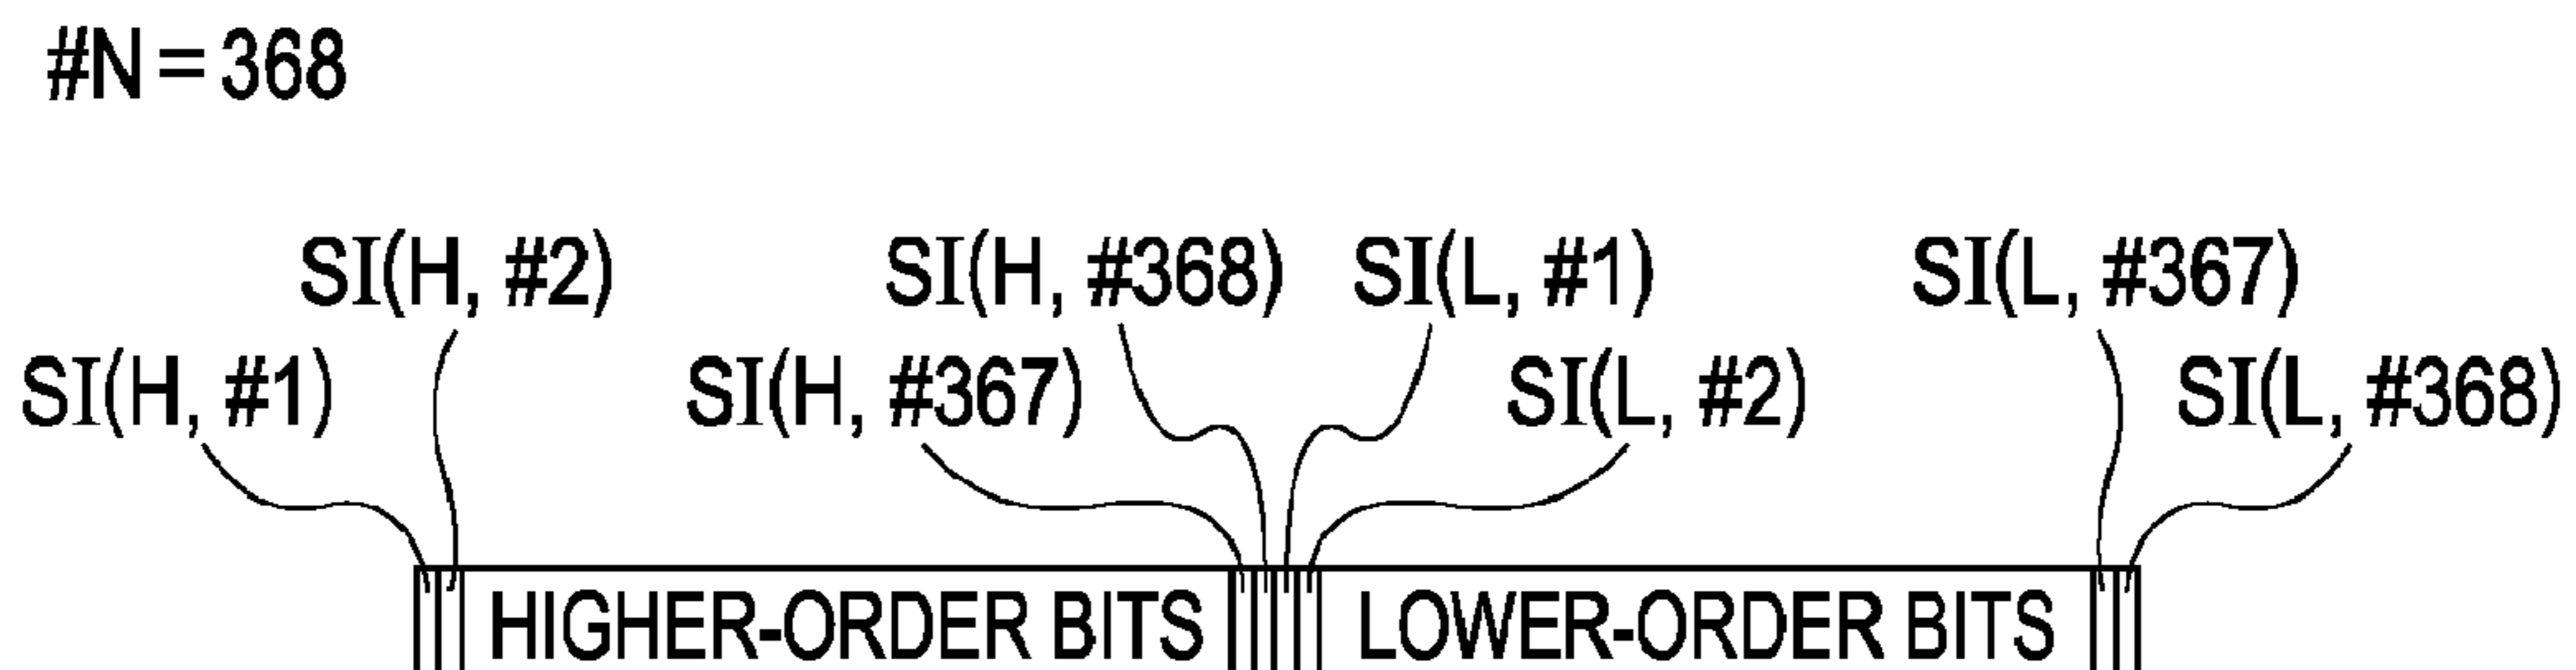 #N=368
SI(H, #2) SI(H, #368) SI(L, #1) SI(L, #367)
SI(H, #1) SI(H, #367) SI(L, #2) SI(L, #368)
HIGHER-ORDER BITS LOWER-ORDER BITS